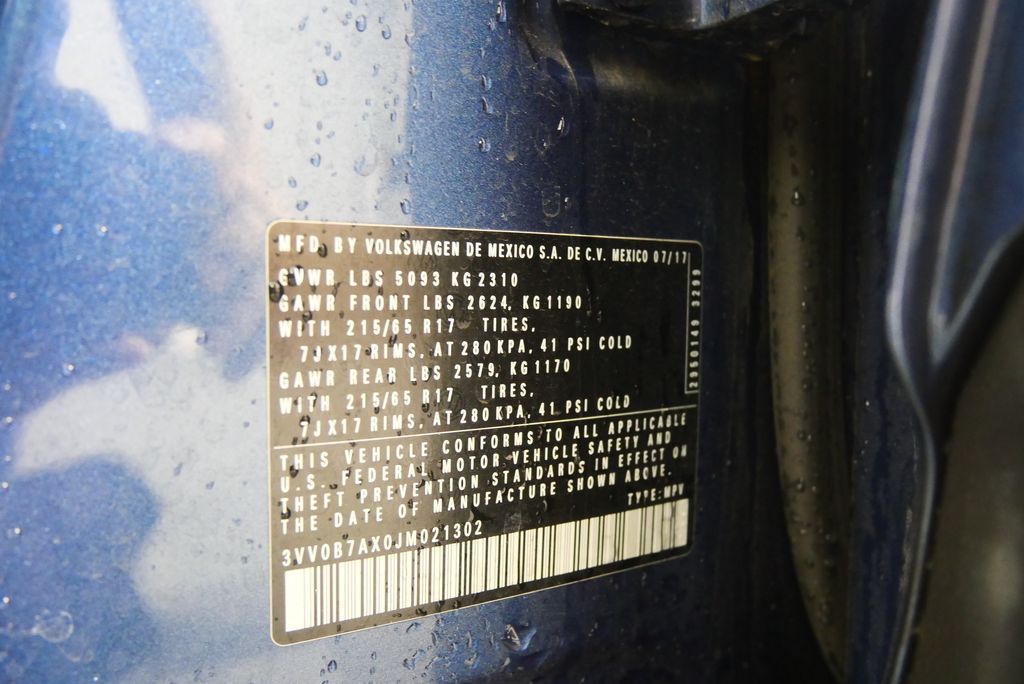 MFD. BY VOLKSWAGEN DE MEXICO S.A. DE C.V. MEXICO 07/17
GVWR LBS 5093 KG 2310
GAWR FRONT LBS 2624, KG 1190
WITH 215/65 R17 TIRES,
7JX17 RIMS, AT 280 KPA, 41 PSI COLD
GAWR REAR LBS 2579, KG 1170
WITH 215/65 R17 TIRES,
7JX17 RIMS, AT 280 KPA, 41 PSI COLD
2050149 3299
THIS VEHICLE CONFORMS TO ALL APPLICABLE
U.S. FEDERAL MOTOR VEHICLE SAFETY AND
THEFT PREVENTION STANDARDS IN EFFECT ON
THE DATE OF MANUFACTURE SHOWN ABOVE.
TYPE: MPV
3VV0B7AX0JM021302